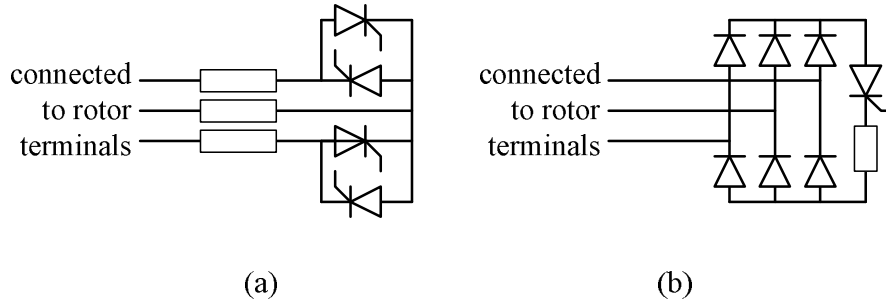 connected
to rotor
terminals
connected
to rotor
terminals
(a)
(b)